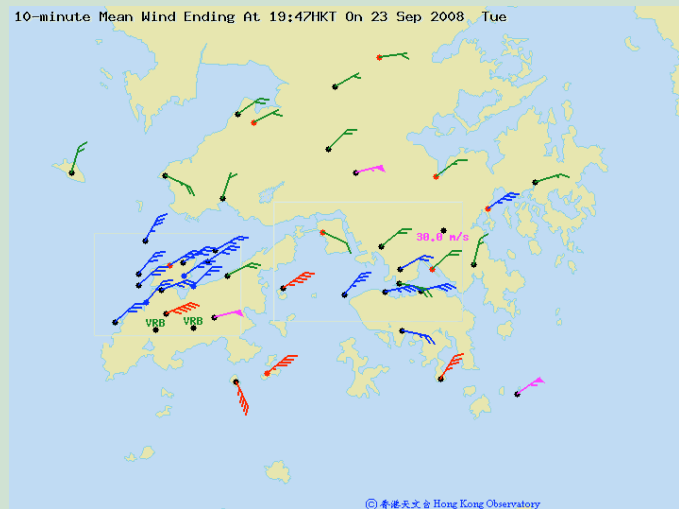 10-minute Mean Wind Ending At 19:47HKT On 23 Sep 2008 Tue
30.0 m/s
VRB VRB
© 香港天文台 Hong Kong Observatory